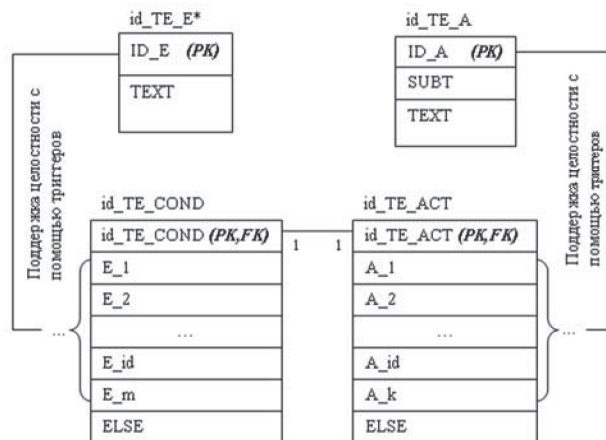 id_TE_E*
ID_E (PK)
TEXT
id_TE_A
ID_A (PK)
SUBT
TEXT
Поддержка целостности с
помощью триггеров
Поддержка целостности с
помощью триггеров
id_TE_COND
id_TE_COND (PK,FK)
E_1
E_2
...
E_id
E_m
ELSE
...
1
1
id_TE_ACT
id_TE_ACT (PK,FK)
A_1
A_2
...
A_id
A_k
ELSE
...